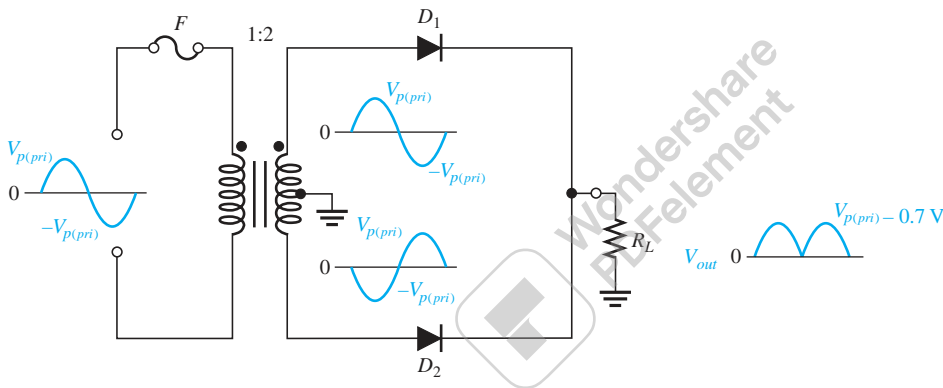 F
1:2
D1
Vp(pri)
0
−Vp(pri)
Vp(pri)
0
−Vp(pri)
Vp(pri)
0
−Vp(pri)
D2
RL
Vout 0
Vp(pri) – 0.7 V
Wondershare
PDFelement